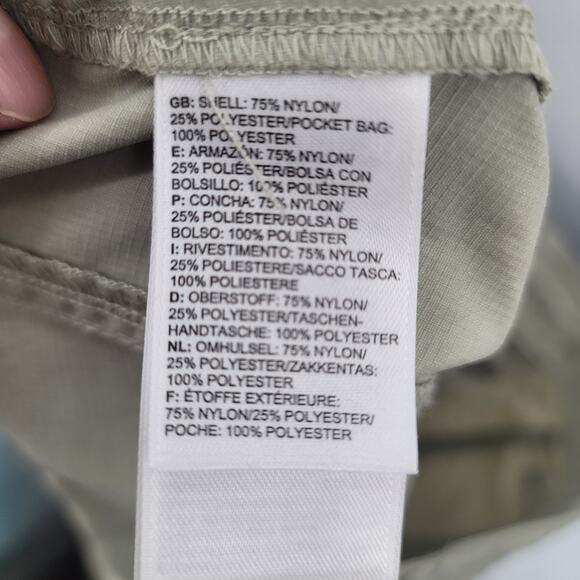 GB: SHELL: 75% NYLON/
25% POLYESTER/POCKET BAG:
100% POLYESTER
E: ARMAZÓN: 75% NYLON/
25% POLIÉSTER/BOLSA CON
BOLSILLO: 100% POLIÉSTER
P: CONCHA: 75% NYLON/
25% POLIÉSTER/BOLSA DE
BOLSO: 100% POLIÉSTER
I: RIVESTIMENTO: 75% NYLON/
25% POLIESTERE/SACCO TASCA:
100% POLIESTERE
D: OBERSTOFF: 75% NYLON/
25% POLYESTER/TASCHEN-
HANDTASCHE: 100% POLYESTER
NL: OMHULSEL: 75% NYLON/
25% POLYESTER/ZAKKENTAS:
100% POLYESTER
F: ÉTOFFE EXTÉRIEURE:
75% NYLON/25% POLYESTER/
POCHE: 100% POLYESTER